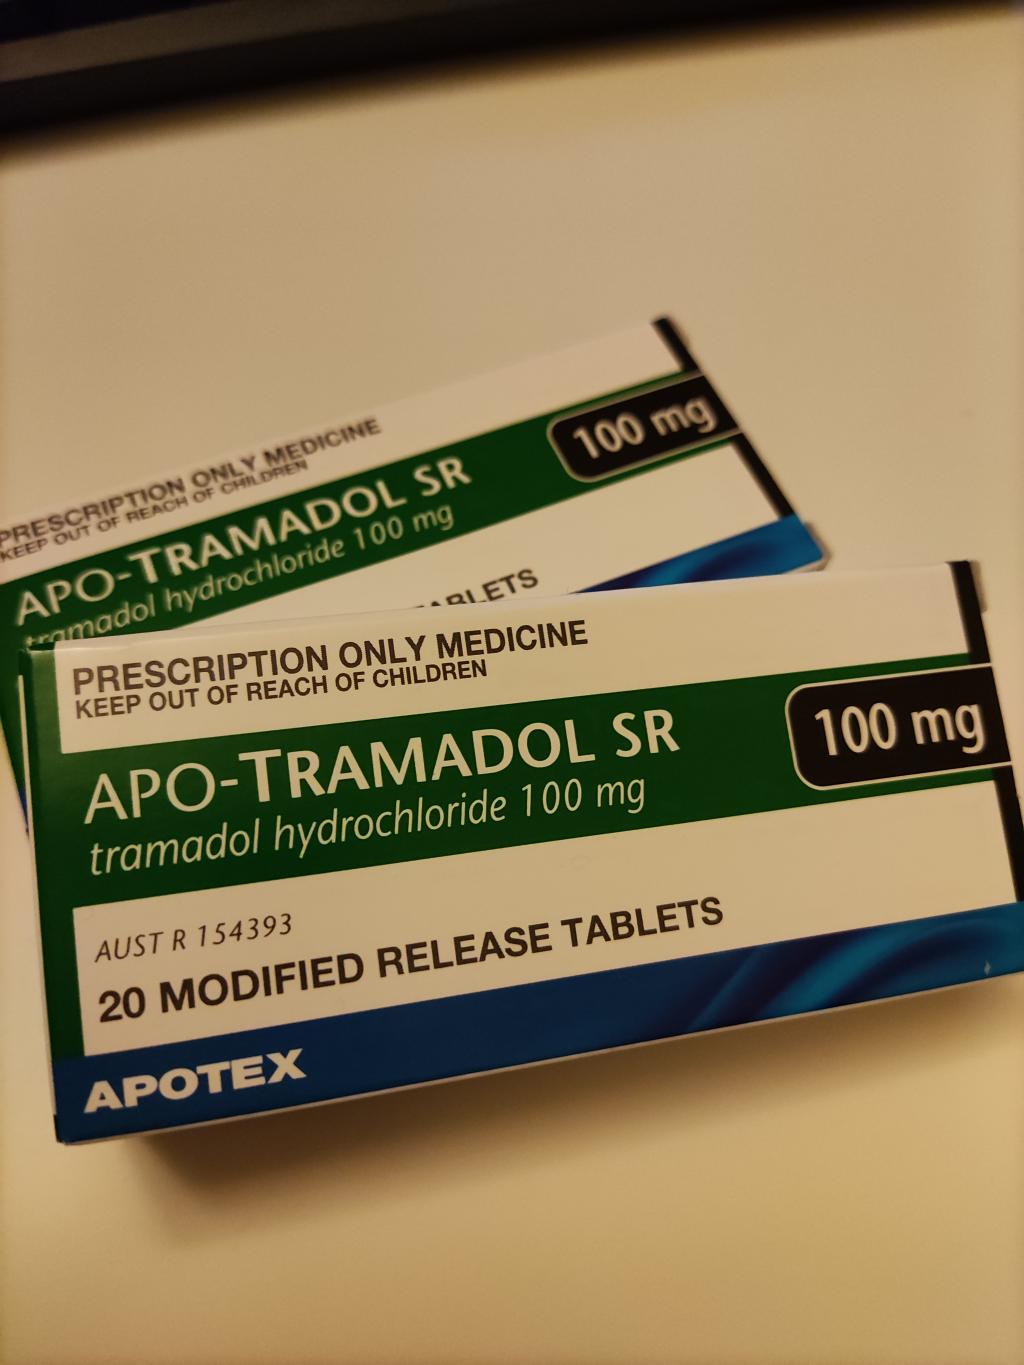 PRESCRIPTION ONLY MEDICINE
KEEP OUT OF REACH OF CHILDREN
APO-TRAMADOL SR
tramadol hydrochloride 100 mg
100 mg
TABLETS
PRESCRIPTION ONLY MEDICINE
KEEP OUT OF REACH OF CHILDREN
APO-TRAMADOL SR
tramadol hydrochloride 100 mg
100 mg
AUST R 154393
20 MODIFIED RELEASE TABLETS
APOTEX